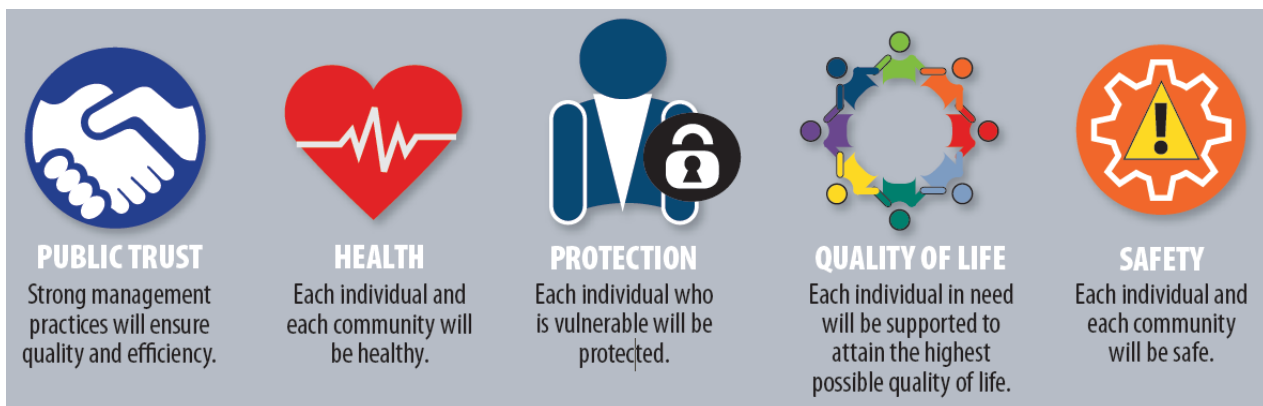 PUBLIC TRUST
Strong management
practices will ensure
quality and efficiency.
HEALTH
Each individual and
each community will
be healthy.
PROTECTION
Each individual who
is vulnerable will be
protected.
QUALITY OF LIFE
Each individual in need
will be supported to
attain the highest
possible quality of life.
SAFETY
Each individual and
each community
will be safe.